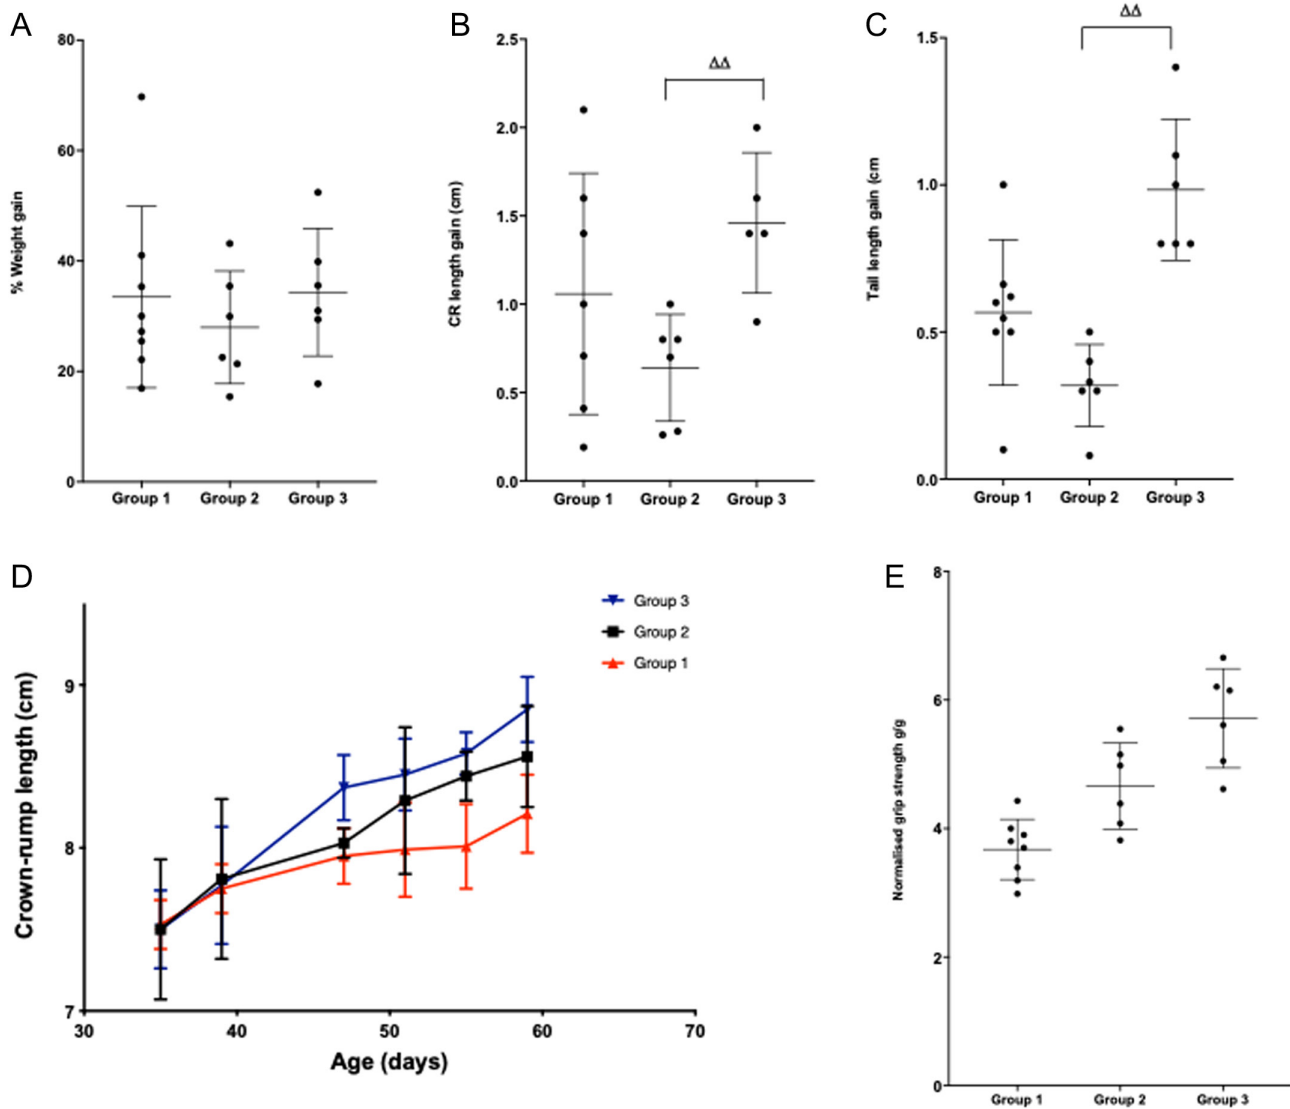 A
80
60
40
20
0
% Weight gain
Group 1 Group 2 Group 3
B
2.5
2.0
1.5
1.0
0.5
0.0
CR length gain (cm)
ΔΔ
Group 1 Group 2 Group 3
C
1.5
1.0
0.5
0.0
Tail length gain (cm
ΔΔ
Group 1 Group 2 Group 3
D
9
8
7
Crown-rump length (cm)
Group 3
Group 2
Group 1
30 40 50 60 70
Age (days)
E
8
6
4
2
0
Normalised grip strength g/g
Group 1 Group 2 Group 3